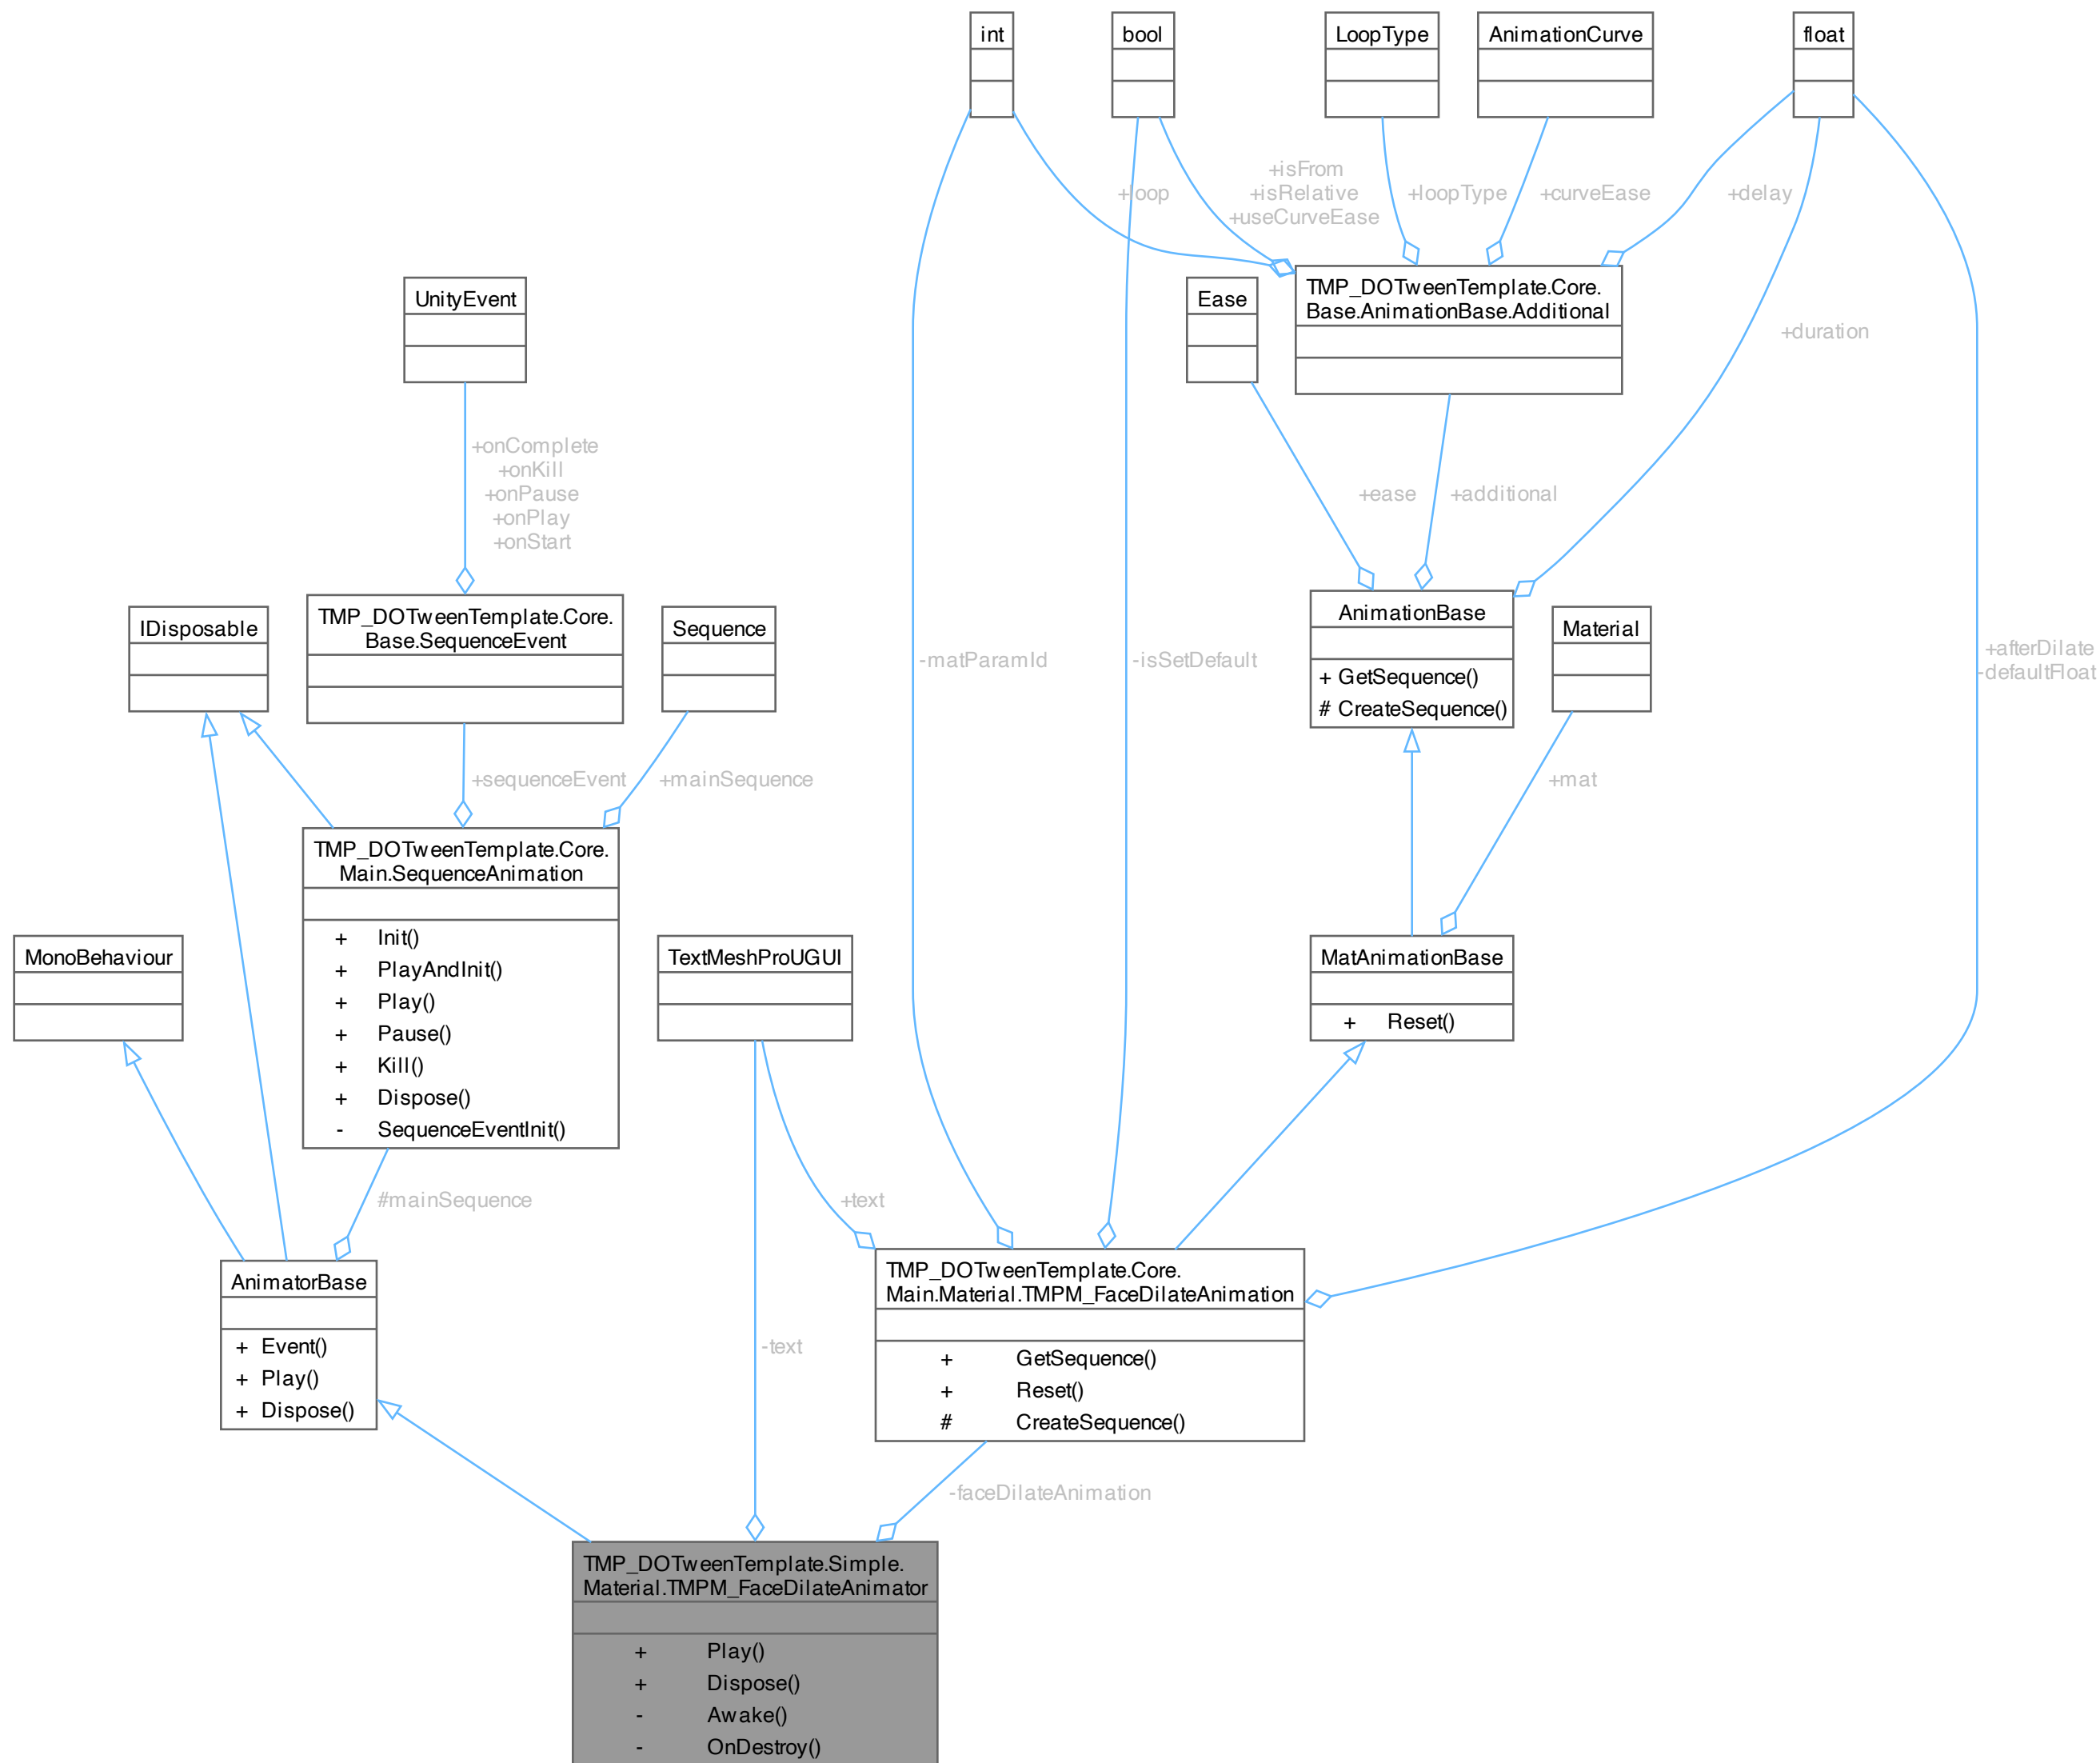 int
bool
LoopType
AnimationCurve
float
+loop
+isFrom
+isRelative
+useCurveEase
+loopType
+curveEase
+delay
UnityEvent
Ease
TMP_DOTweenTemplate.Core.
Base.AnimationBase.Additional
+duration
+onComplete
+onKill
+onPause
+onPlay
+onStart
+ease
+additional
IDisposable
TMP_DOTweenTemplate.Core.
Base.SequenceEvent
Sequence
-matParamId
-isSetDefault
AnimationBase
+ GetSequence()
# CreateSequence()
Material
+afterDilate
-defaultFloat
+sequenceEvent
+mainSequence
+mat
TMP_DOTweenTemplate.Core.
Main.SequenceAnimation
+ Init()
+ PlayAndInit()
+ Play()
+ Pause()
+ Kill()
+ Dispose()
- SequenceEventInit()
MonoBehaviour
TextMeshProUGUI
MatAnimationBase
+ Reset()
#mainSequence
+text
AnimatorBase
+ Event()
+ Play()
+ Dispose()
TMP_DOTweenTemplate.Core.
Main.Material.TMPM_FaceDilateAnimation
+ GetSequence()
+ Reset()
# CreateSequence()
-text
-faceDilateAnimation
TMP_DOTweenTemplate.Simple.
Material.TMPM_FaceDilateAnimator
+ Play()
+ Dispose()
- Awake()
- OnDestroy()